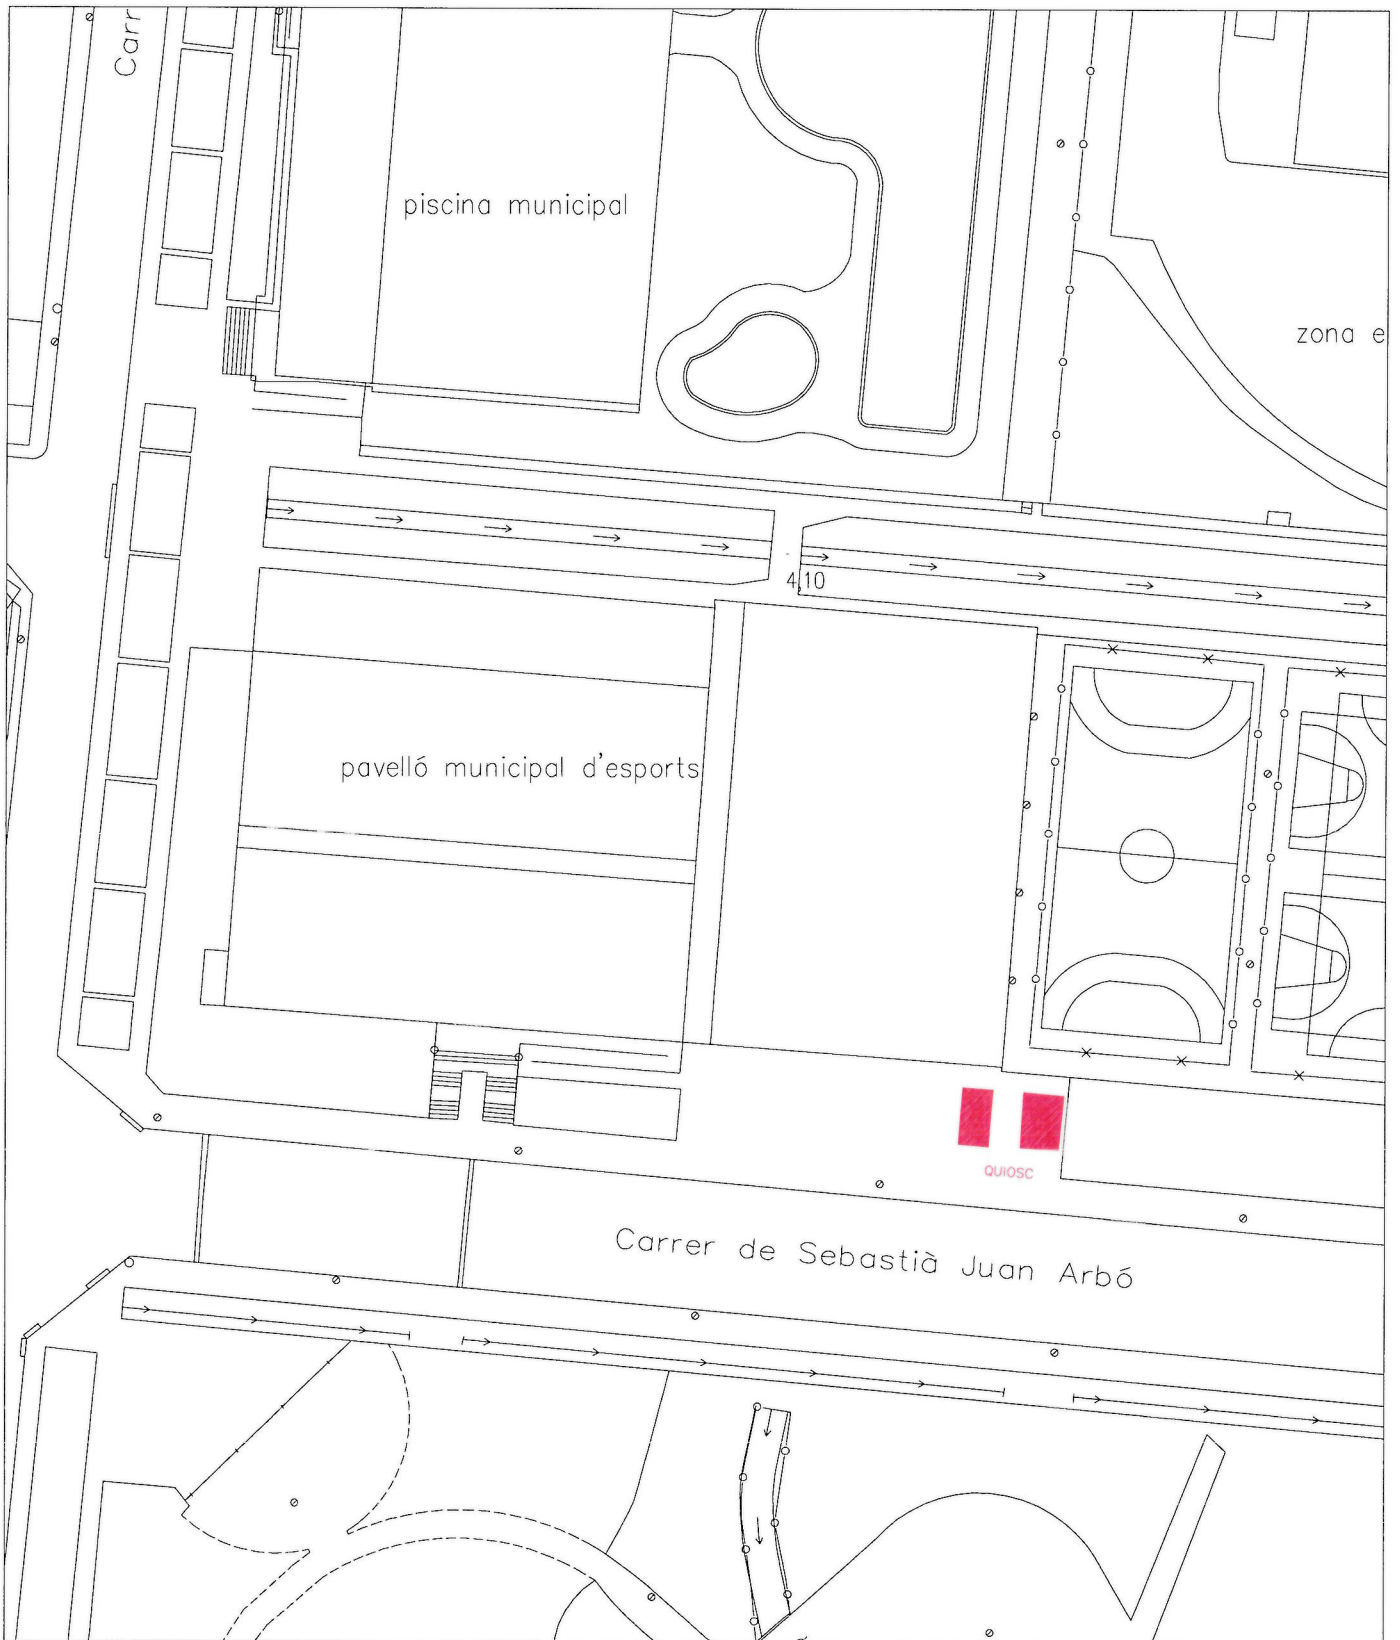 Carr
piscina municipal
zona e
4,10
pavelló municipal d'esports
QUIOSC
Carrer de Sebastià Juan Arbó